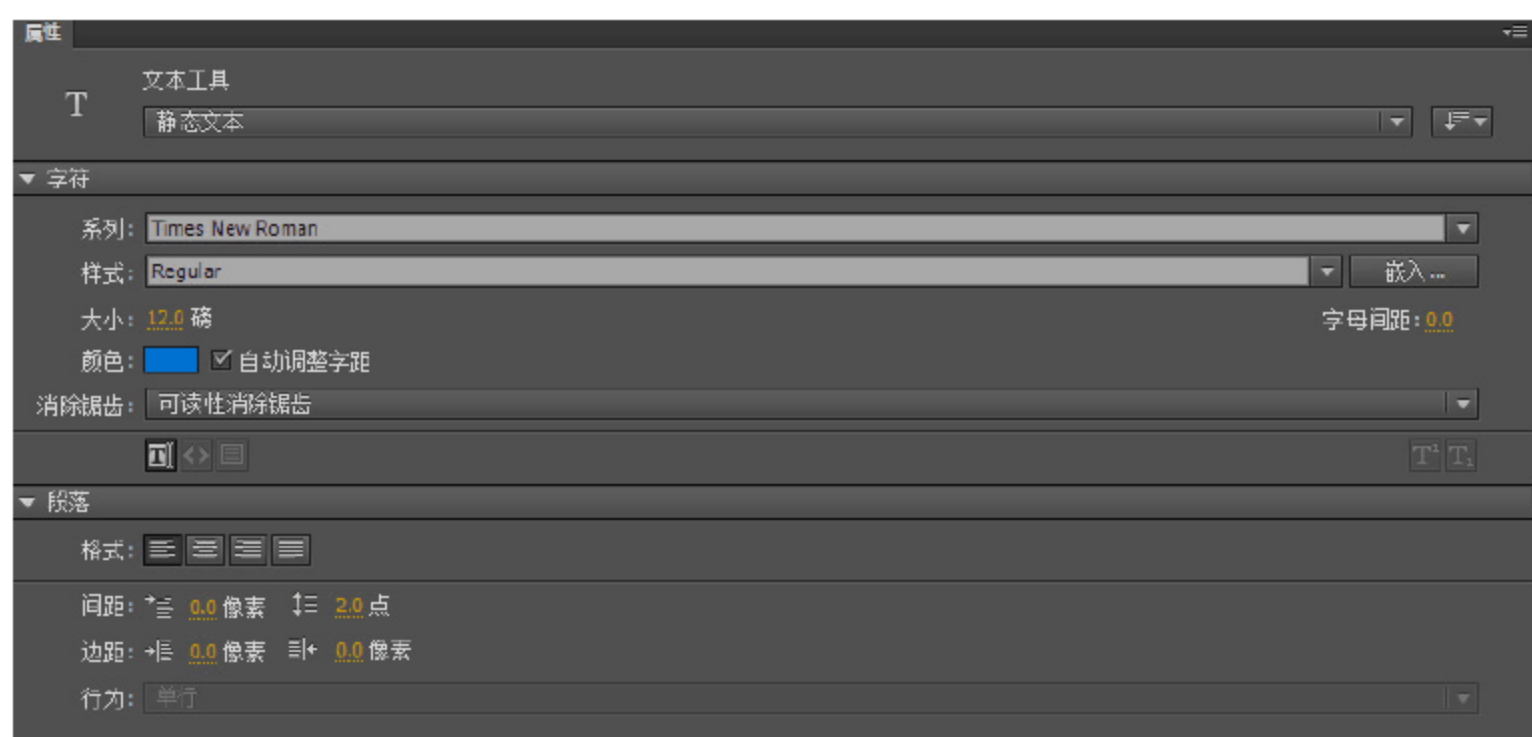 属性
文本工具
T
静态文本
字符
系列: Times New Roman
样式: Regular 嵌入...
大小: 12.0 磅 字母间距: 0.0
颜色: 自动调整字距
消除锯齿: 可读性消除锯齿
T T¹ T₁
段落
格式:
间距: 0.0 像素 2.0 点
边距: 0.0 像素 0.0 像素
行为: 单行